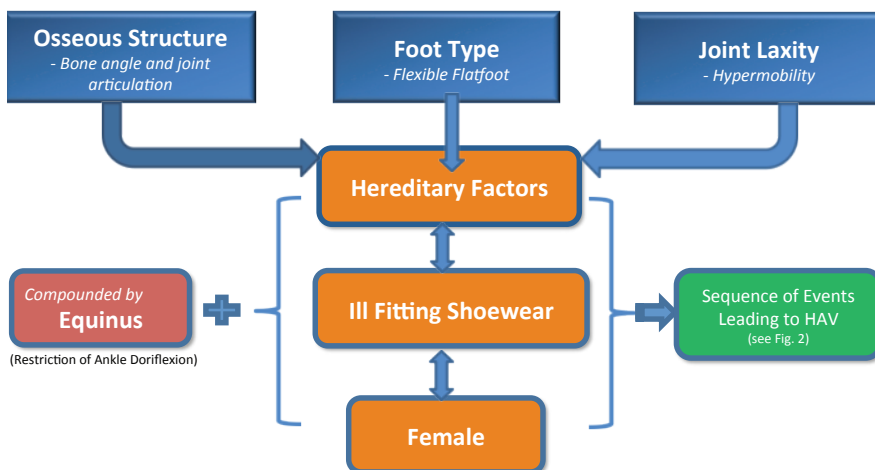 Osseous Structure
- Bone angle and joint
articulation
Foot Type
- Flexible Flatfoot
Joint Laxity
- Hypermobility
Hereditary Factors
Compounded by
Equinus
(Restriction of Ankle Doriflexion)
Ill Fitting Shoewear
Sequence of Events
Leading to HAV
(see Fig. 2)
Female